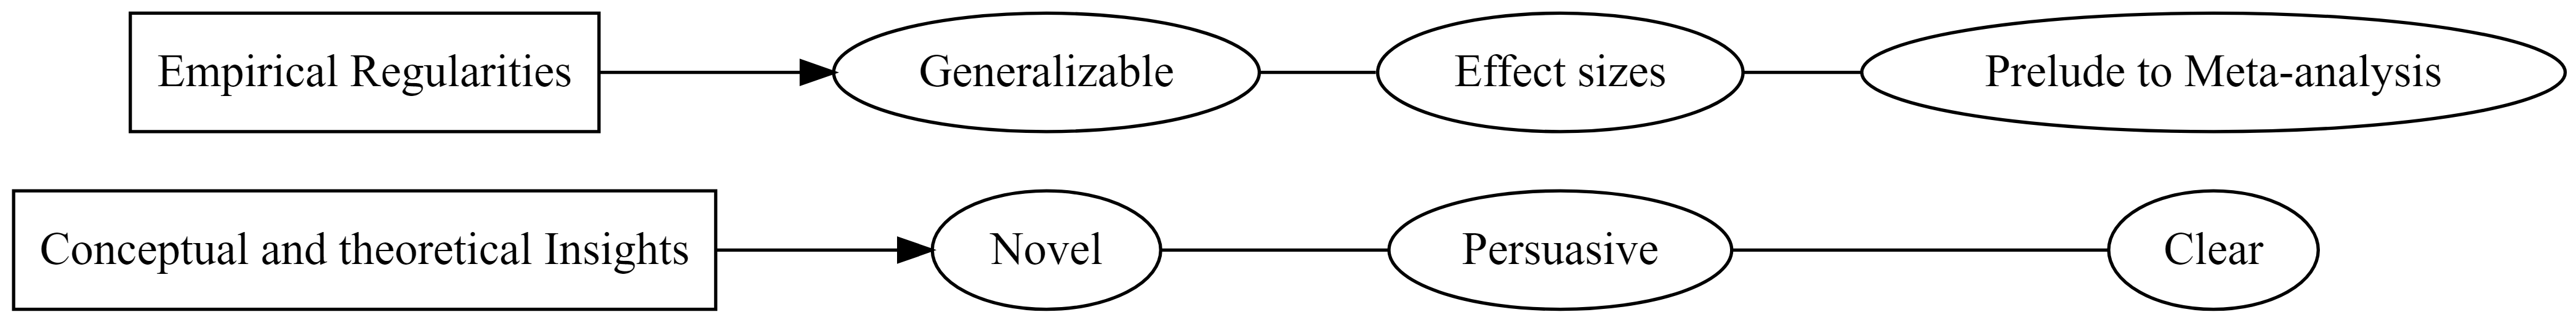 Empirical Regularities
Generalizable
Effect sizes
Prelude to Meta-analysis
Conceptual and theoretical Insights
Novel
Persuasive
Clear